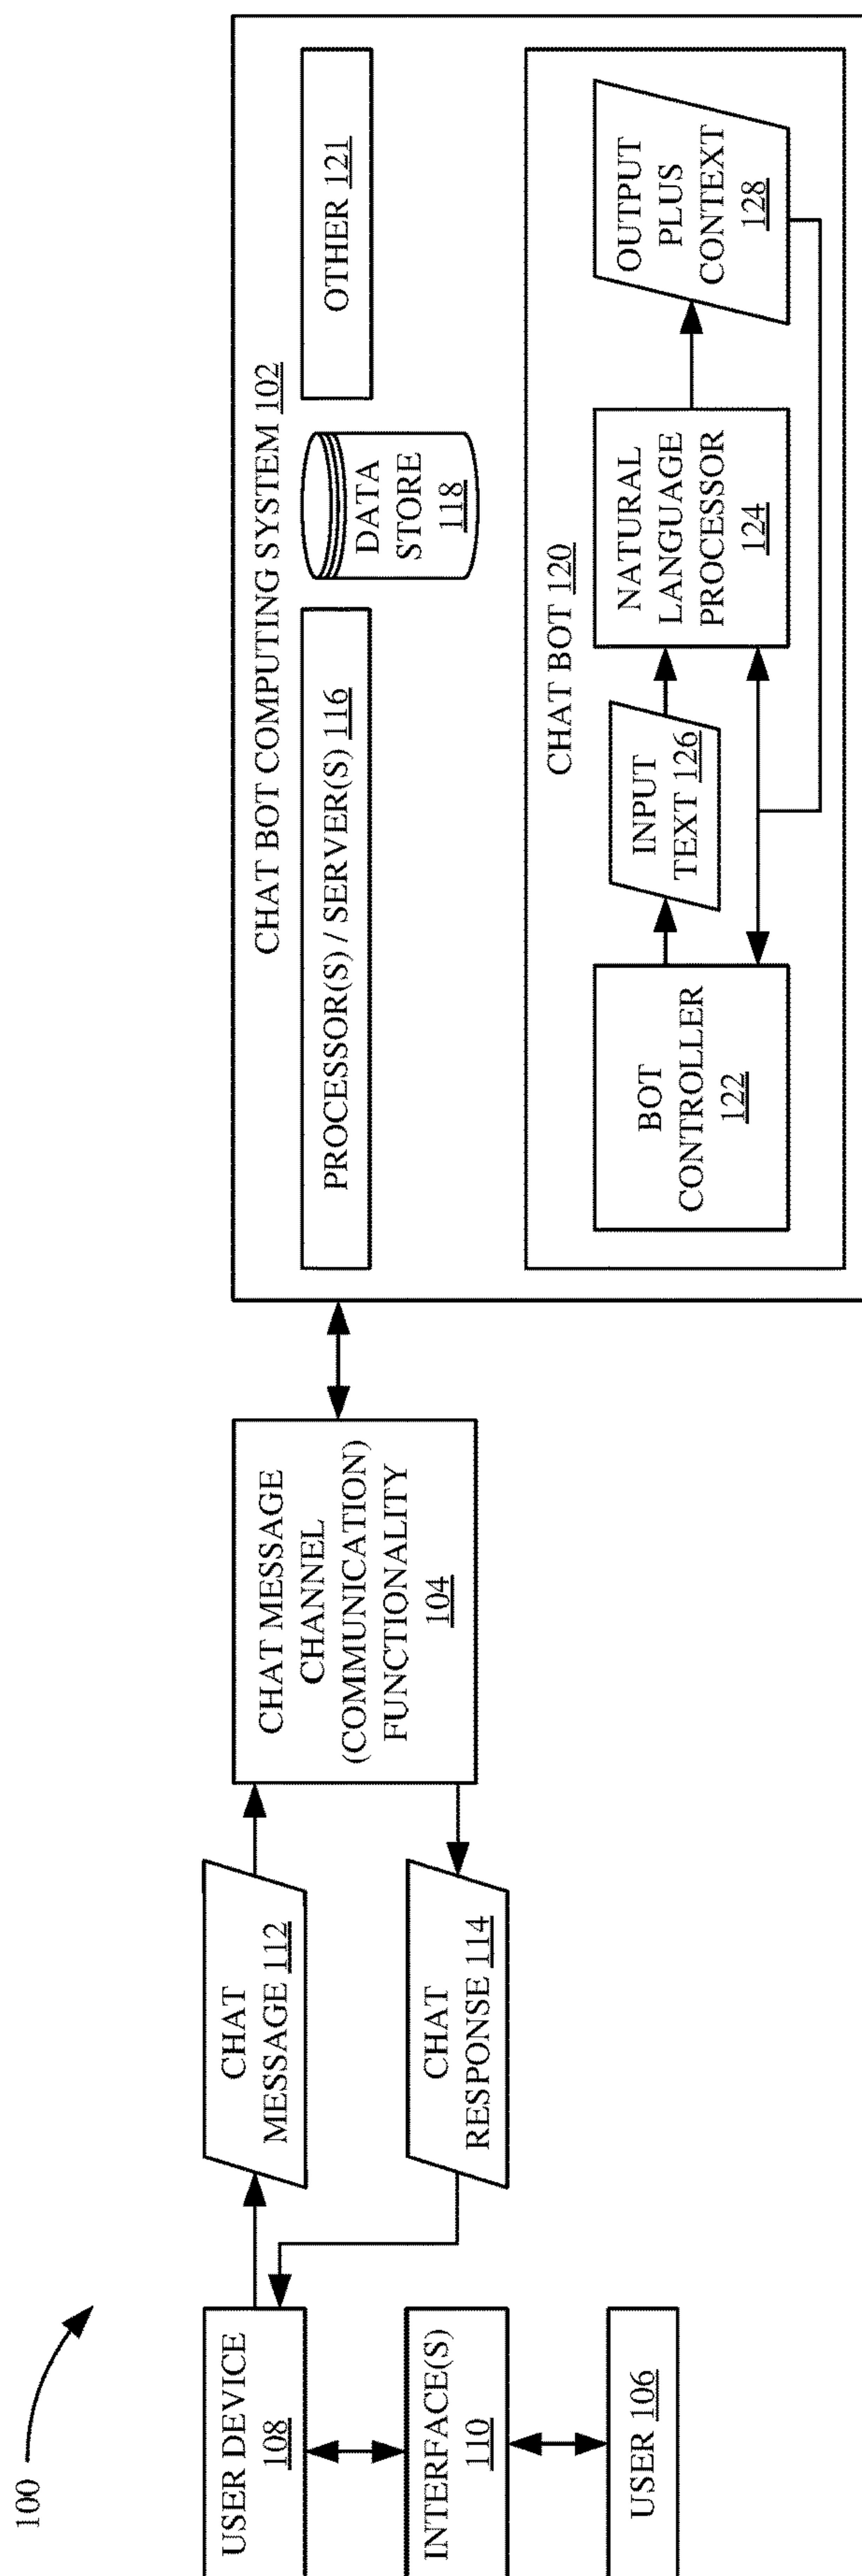 100
USER DEVICE
108
INTERFACE(S)
110
USER 106
CHAT
MESSAGE 112
CHAT
RESPONSE 114
CHAT MESSAGE
CHANNEL
(COMMUNICATION)
FUNCTIONALITY
104
CHAT BOT COMPUTING SYSTEM 102
PROCESSOR(S) / SERVER(S) 116
DATA
STORE
118
OTHER 121
CHAT BOT 120
BOT
CONTROLLER
122
INPUT
TEXT 126
NATURAL
LANGUAGE
PROCESSOR
124
OUTPUT
PLUS
CONTEXT
128